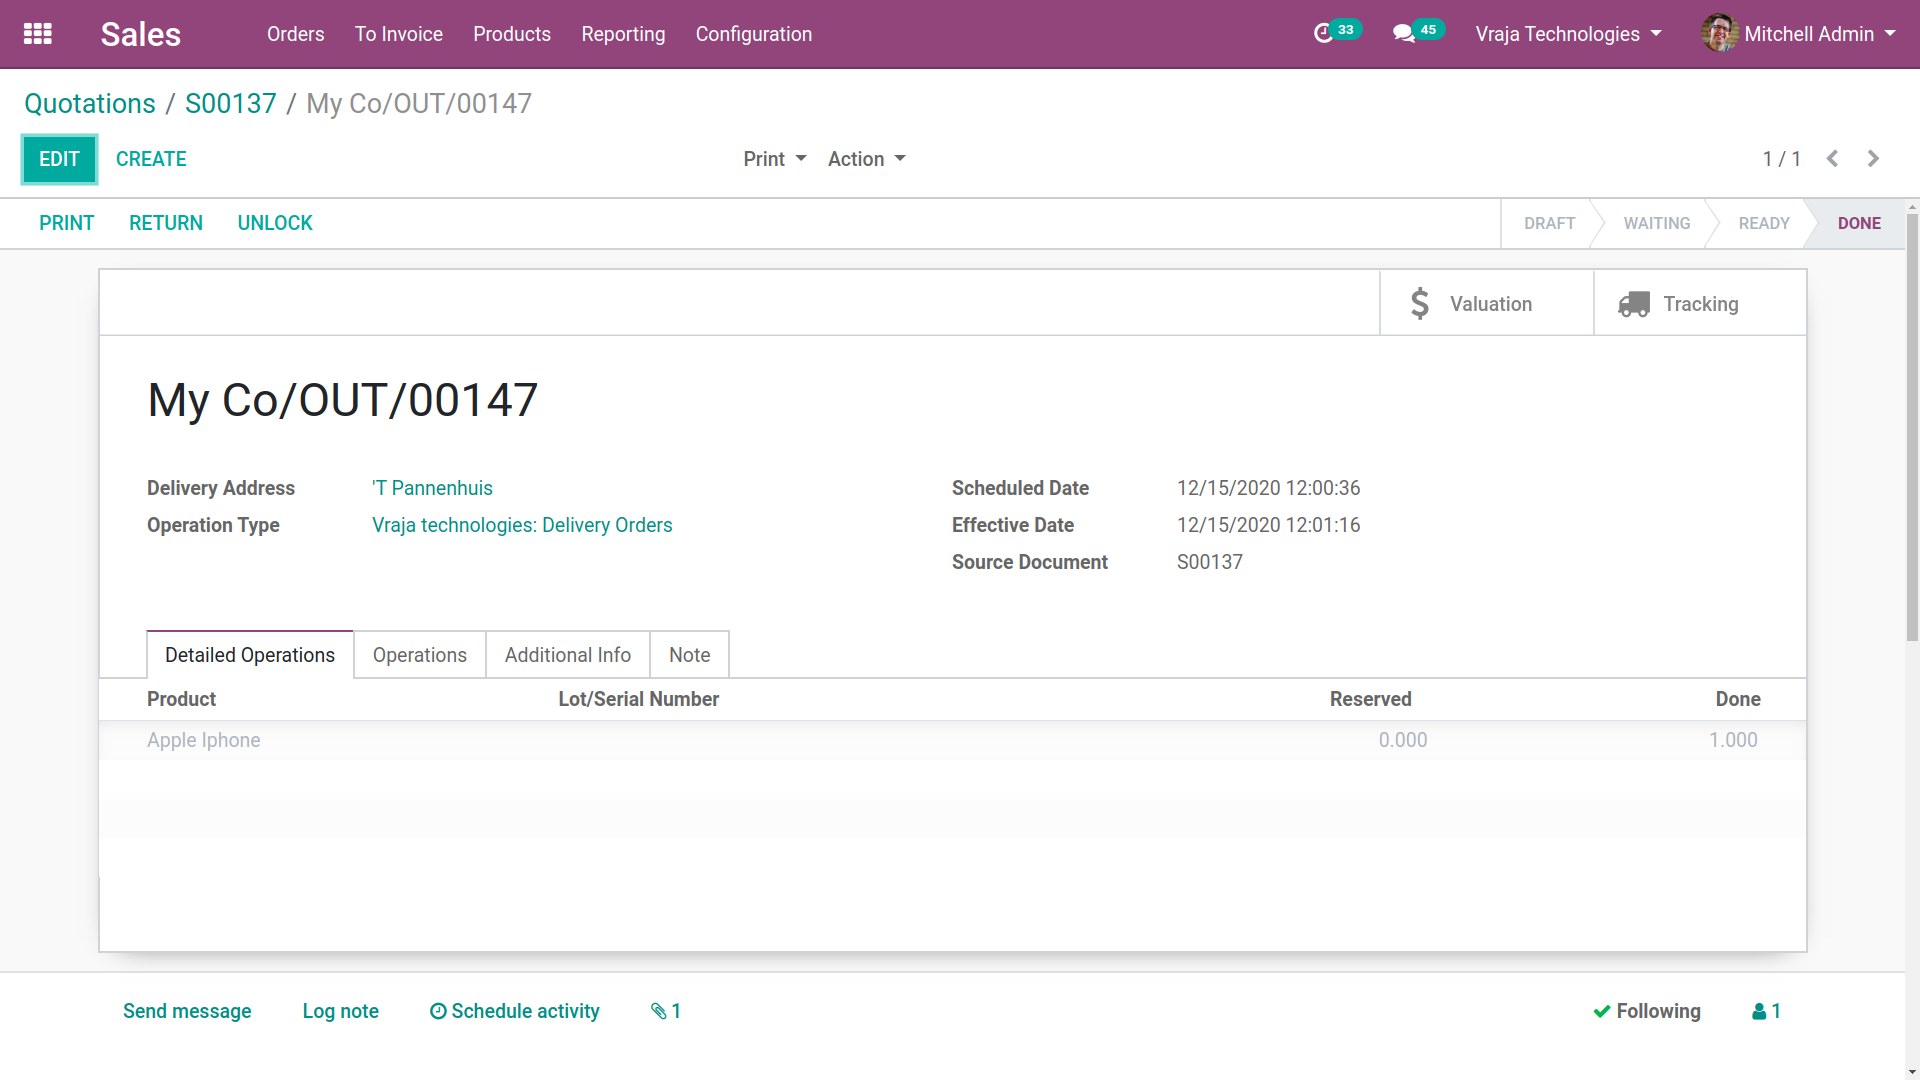 Sales Orders To Invoice Products Reporting Configuration 33 45 Vraja Technologies Mitchell Admin
Quotations / S00137 / My Co/OUT/00147
EDIT CREATE Print Action 1 / 1
PRINT RETURN UNLOCK DRAFT WAITING READY DONE
Valuation Tracking
My Co/OUT/00147
Delivery Address 'T Pannenhuis Scheduled Date 12/15/2020 12:00:36
Operation Type Vraja technologies: Delivery Orders Effective Date 12/15/2020 12:01:16
Source Document S00137
Detailed Operations Operations Additional Info Note
Product Lot/Serial Number Reserved Done
Apple Iphone 0.000 1.000
Send message Log note Schedule activity 1 Following 1